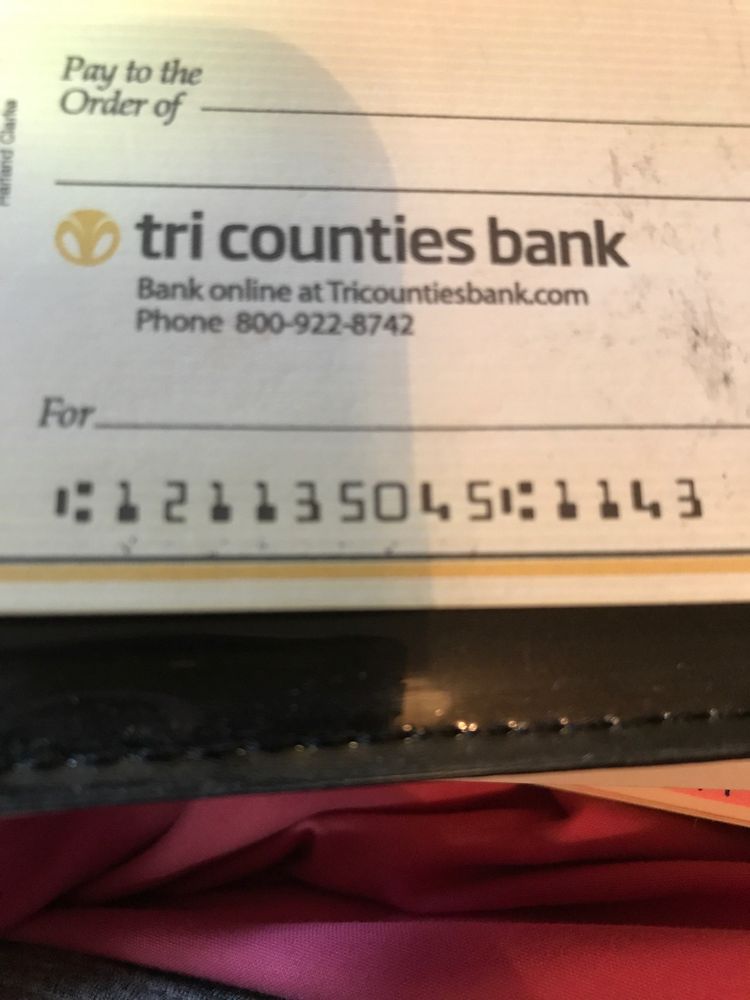 Pay to the
Order of
Harland Clarke
tri counties bank
Bank online at Tricountiesbank.com
Phone 800-922-8742
For
⑆121135045⑆1143